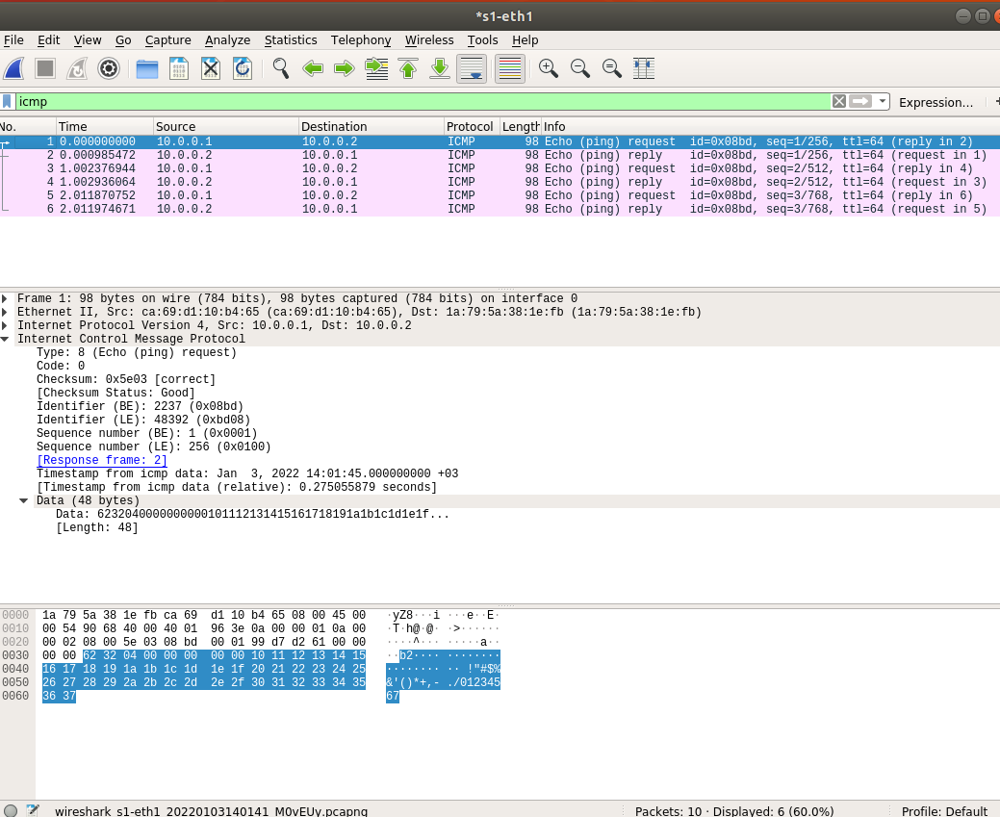 *s1-eth1
File Edit View Go Capture Analyze Statistics Telephony Wireless Tools Help
icmp Expression…
No. Time Source Destination Protocol Length Info
1 0.000000000 10.0.0.1 10.0.0.2 ICMP 98 Echo (ping) request id=0x08bd, seq=1/256, ttl=64 (reply in 2)
2 0.000985472 10.0.0.2 10.0.0.1 ICMP 98 Echo (ping) reply id=0x08bd, seq=1/256, ttl=64 (request in 1)
3 1.002376944 10.0.0.1 10.0.0.2 ICMP 98 Echo (ping) request id=0x08bd, seq=2/512, ttl=64 (reply in 4)
4 1.002936064 10.0.0.2 10.0.0.1 ICMP 98 Echo (ping) reply id=0x08bd, seq=2/512, ttl=64 (request in 3)
5 2.011870752 10.0.0.1 10.0.0.2 ICMP 98 Echo (ping) request id=0x08bd, seq=3/768, ttl=64 (reply in 6)
6 2.011974671 10.0.0.2 10.0.0.1 ICMP 98 Echo (ping) reply id=0x08bd, seq=3/768, ttl=64 (request in 5)
Frame 1: 98 bytes on wire (784 bits), 98 bytes captured (784 bits) on interface 0
Ethernet II, Src: ca:69:d1:10:b4:65 (ca:69:d1:10:b4:65), Dst: 1a:79:5a:38:1e:fb (1a:79:5a:38:1e:fb)
Internet Protocol Version 4, Src: 10.0.0.1, Dst: 10.0.0.2
Internet Control Message Protocol
Type: 8 (Echo (ping) request)
Code: 0
Checksum: 0x5e03 [correct]
[Checksum Status: Good]
Identifier (BE): 2237 (0x08bd)
Identifier (LE): 48392 (0xbd08)
Sequence number (BE): 1 (0x0001)
Sequence number (LE): 256 (0x0100)
[Response frame: 2]
Timestamp from icmp data: Jan  3, 2022 14:01:45.000000000 +03
[Timestamp from icmp data (relative): 0.275055879 seconds]
Data (48 bytes)
Data: 623204000000000010111213141516171819 1a1b1c1d1e1f...
[Length: 48]
0000 1a 79 5a 38 1e fb ca 69 d1 10 b4 65 08 00 45 00 ·yZ8···i ···e··E·
0010 00 54 90 68 40 00 40 01 96 3e 0a 00 00 01 0a 00 ·T·h@·@· ·>······
0020 00 02 08 00 5e 03 08 bd 00 01 99 d7 d2 61 00 00 ····^··· ·····a··
0030 00 00 62 32 04 00 00 00 00 00 10 11 12 13 14 15 ··b2···· ········
0040 16 17 18 19 1a 1b 1c 1d 1e 1f 20 21 22 23 24 25 ········ ·· !"#$%
0050 26 27 28 29 2a 2b 2c 2d 2e 2f 30 31 32 33 34 35 &'()*+,- ./012345
0060 36 37 67
wireshark_s1-eth1_20220103140141_M0vEUy.pcapng Packets: 10 · Displayed: 6 (60.0%) Profile: Default